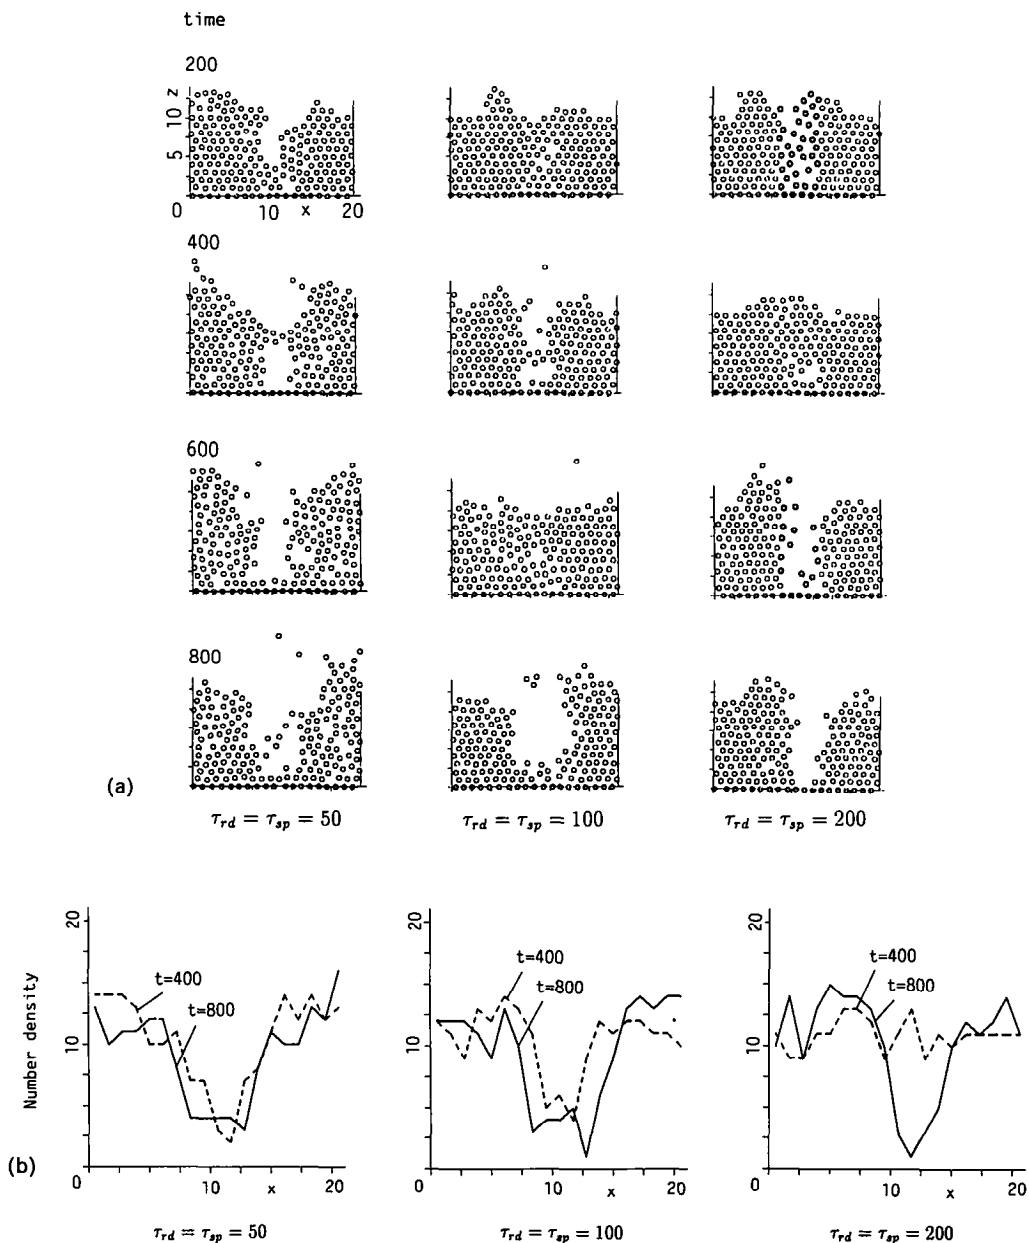 time
200
z
10
5
0
10
x
20
400
600
800
(a)
τrd = τsp = 50
τrd = τsp = 100
τrd = τsp = 200
20
10
0
Number density
t=400
t=800
10
x
20
τrd = τsp = 50
20
10
0
t=400
t=800
10
x
20
τrd = τsp = 100
20
10
0
t=400
t=800
10
x
20
τrd = τsp = 200
(b)